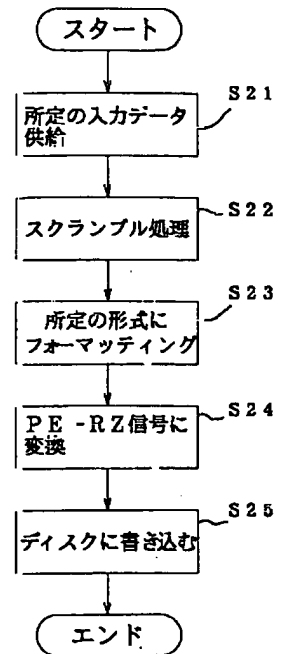 スタート
S21
所定の入力データ
供給
S22
スクランブル処理
S23
所定の形式に
フォーマッティング
S24
PE-RZ信号に
変換
S25
ディスクに書き込む
エンド